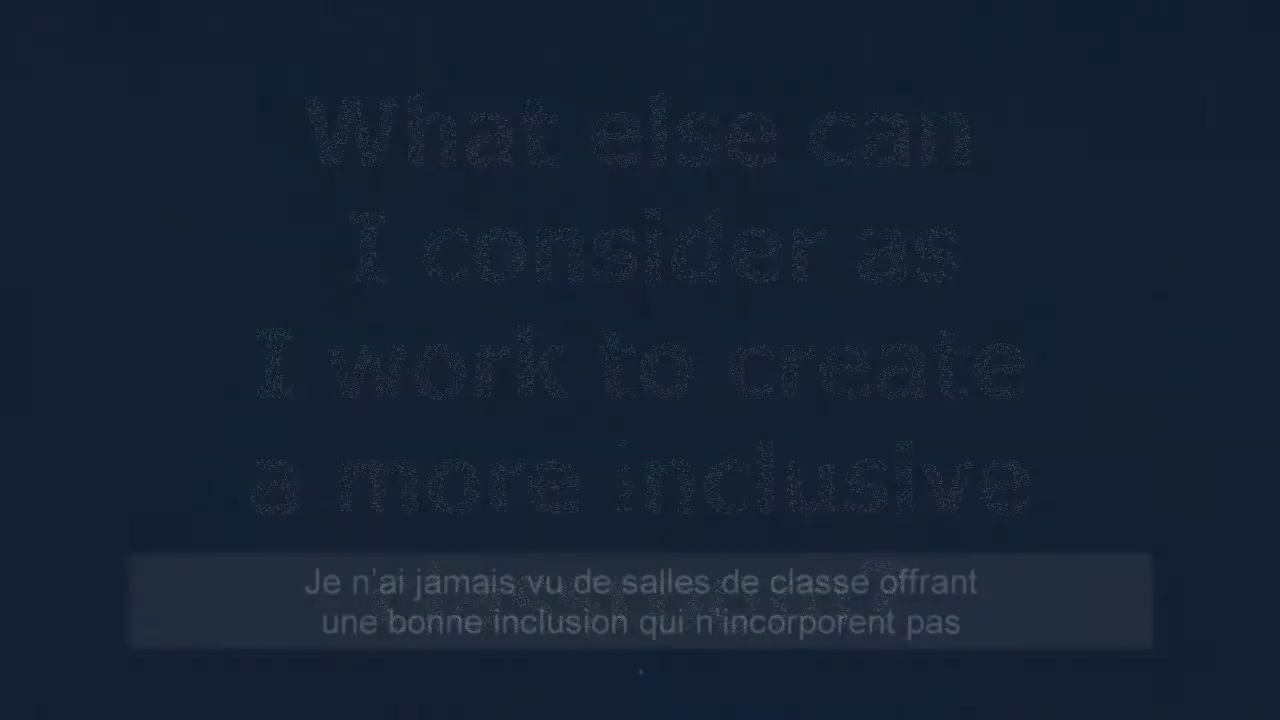 What else can
I consider as
I work to create
a more inclusive
classroom?
Je n'ai jamais vu de salles de classe offrant
une bonne inclusion qui n'incorporent pas